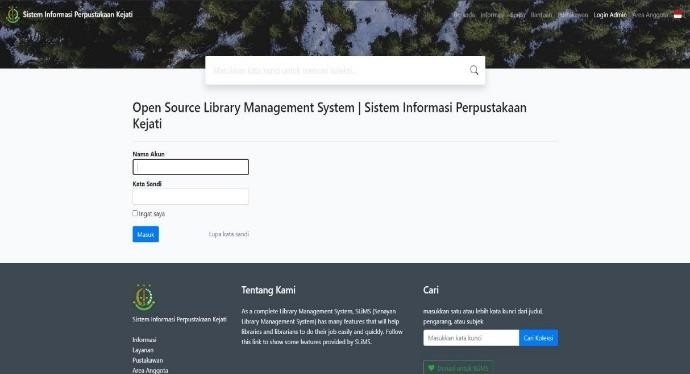 Sistem Informasi Perpustakaan Kejati
Beranda Informasi Berita Bantuan Pustakawan Login Admin Area Anggota
Masukkan kata kunci untuk mencari koleksi...
Open Source Library Management System | Sistem Informasi Perpustakaan
Kejati
Nama Akun
Kata Sandi
Ingat saya
Masuk
Lupa kata sandi
Sistem Informasi Perpustakaan Kejati
Informasi
Layanan
Pustakawan
Area Anggota
Tentang Kami
As a complete Library Management System, SLiMS (Senayan
Library Management System) has many features that will help
libraries and librarians to do their job easily and quickly. Follow
this link to show some features provided by SLiMS.
Cari
masukkan satu atau lebih kata kunci dari judul,
pengarang, atau subjek
Masukkan kata kunci
Cari Koleksi
Donasi untuk SLiMS